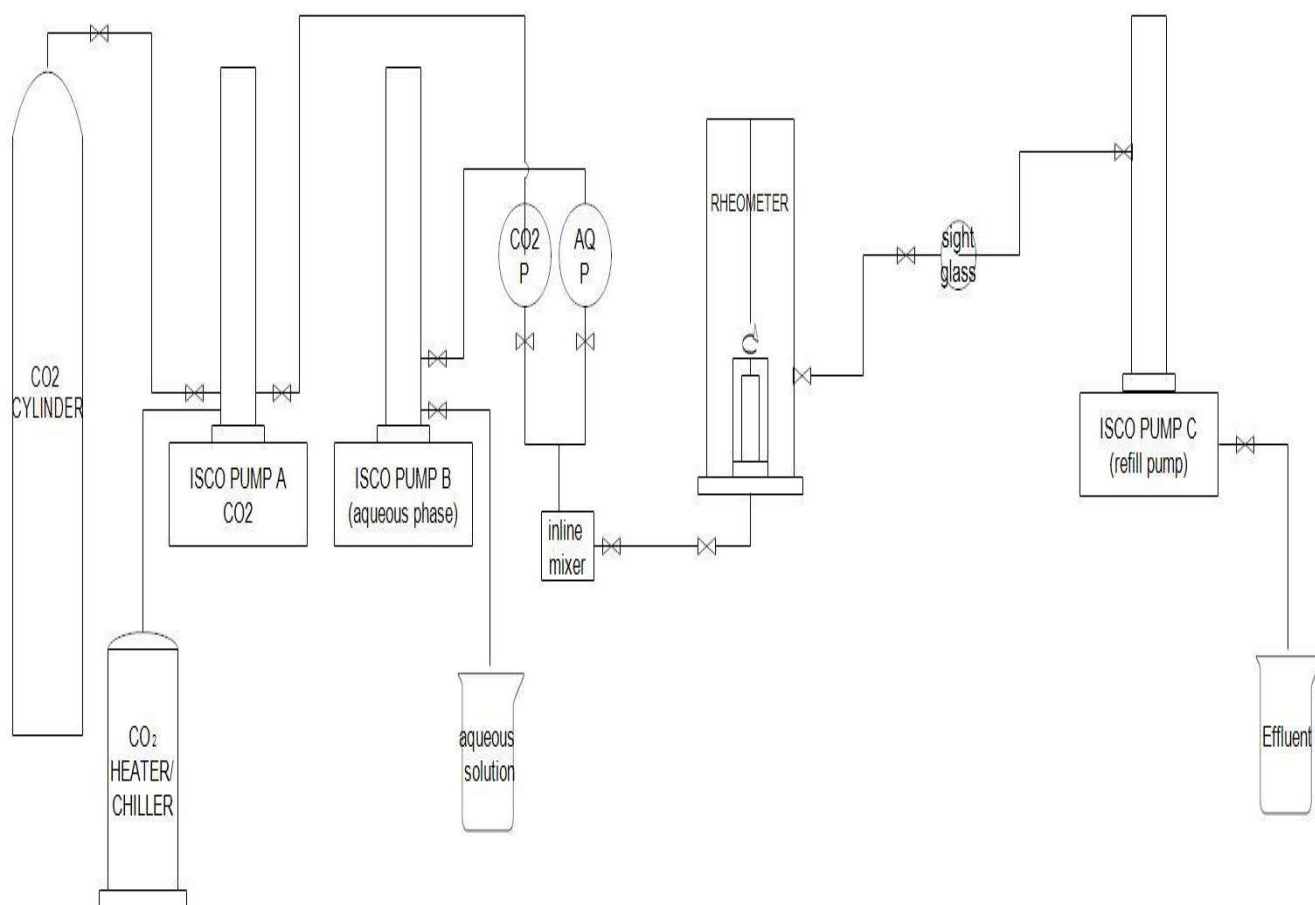 CO2
CYLINDER
ISCO PUMP A
CO2
ISCO PUMP B
(aqueous phase)
CO₂
HEATER/
CHILLER
aqueous
solution
CO2
P
AQ
P
inline
mixer
RHEOMETER
sight
glass
ISCO PUMP C
(refill pump)
Effluent